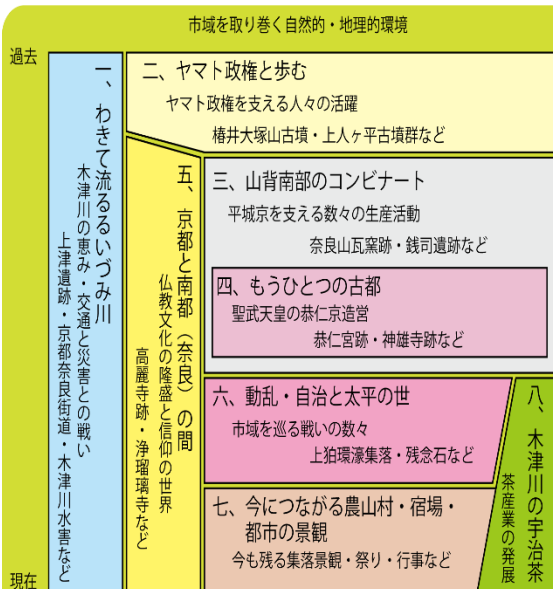 市域を取り巻く自然的・地理的環境
過去
一、わきて流るるいづみ川
木津川の恵み・交通と災害との戦い
上津遺跡・京都奈良街道・木津川水害など
二、ヤマト政権と歩む
ヤマト政権を支える人々の活躍
椿井大塚山古墳・上人ヶ平古墳群など
三、山背南部のコンビナート
平城京を支える数々の生産活動
奈良山瓦窯跡・銭司遺跡など
四、もうひとつの古都
聖武天皇の恭仁京造営
恭仁宮跡・神雄寺跡など
五、京都と南都（奈良）の間
仏教文化の隆盛と信仰の世界
高麗寺跡・浄瑠璃寺など
六、動乱・自治と太平の世
市域を巡る戦いの数々
上狛環濠集落・残念石など
七、今につながる農山村・宿場・
都市の景観
今も残る集落景観・祭り・行事など
八、木津川の宇治茶
茶産業の発展
現在